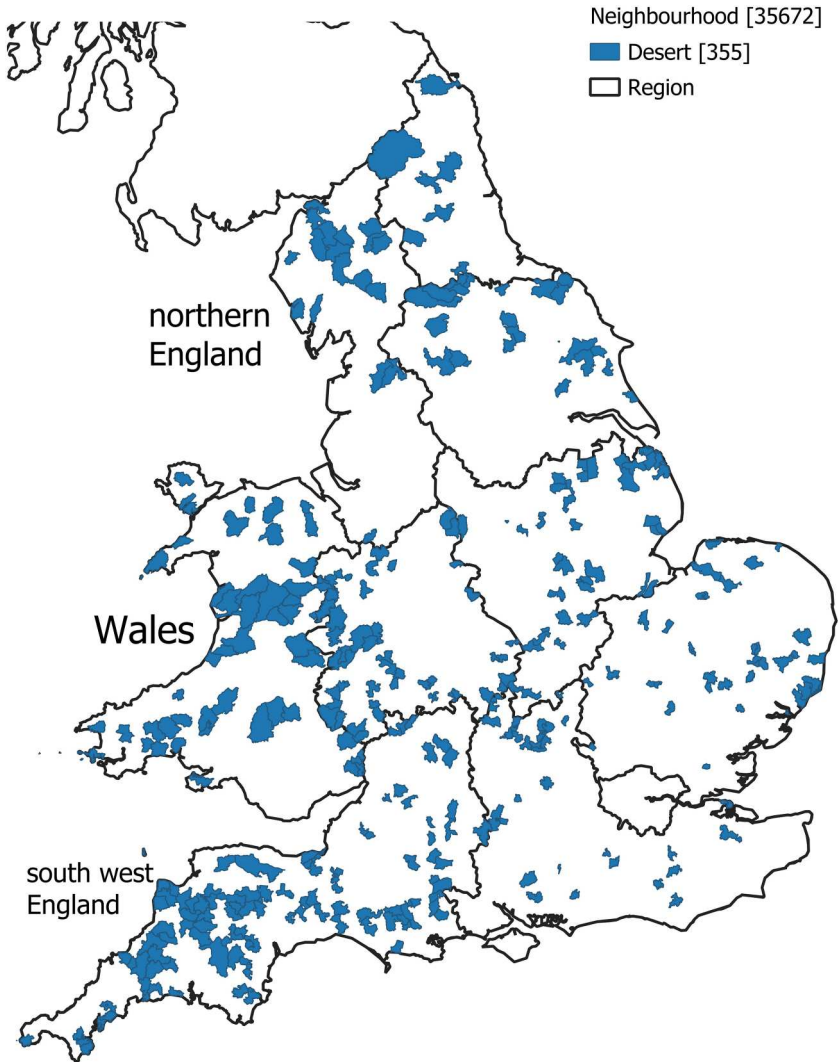 Neighbourhood [35672]
Desert [355]
Region
northern
England
Wales
south west
England